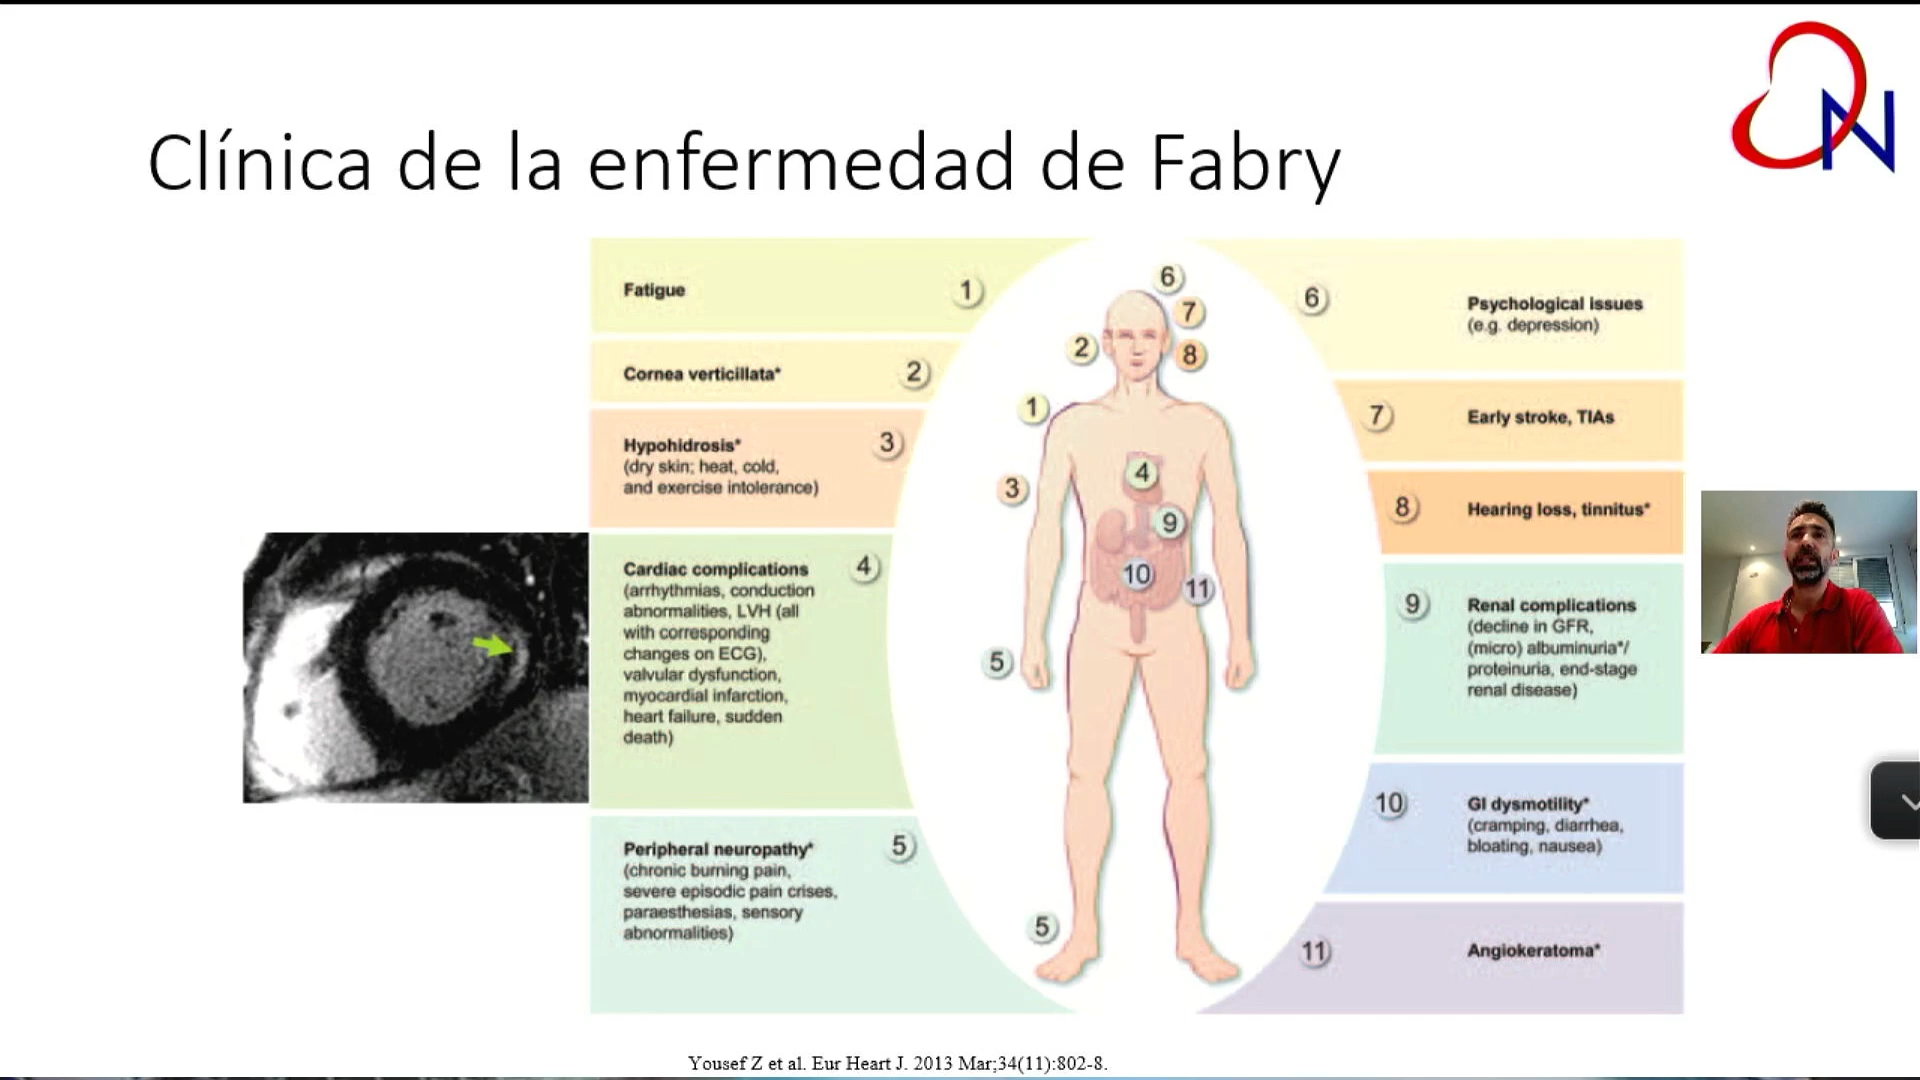 Clínica de la enfermedad de Fabry
N
Fatigue
1
Cornea verticillata*
2
Hypohidrosis*
(dry skin; heat, cold,
and exercise intolerance)
3
Cardiac complications
(arrhythmias, conduction
abnormalities, LVH (all
with corresponding
changes on ECG),
valvular dysfunction,
myocardial infarction,
heart failure, sudden
death)
4
Peripheral neuropathy*
(chronic burning pain,
severe episodic pain crises,
paraesthesias, sensory
abnormalities)
5
6
7
2
8
1
4
3
9
10
11
5
5
6
Psychological issues
(e.g. depression)
7
Early stroke, TIAs
8
Hearing loss, tinnitus*
9
Renal complications
(decline in GFR,
(micro) albuminuria*/
proteinuria, end-stage
renal disease)
10
GI dysmotility*
(cramping, diarrhea,
bloating, nausea)
11
Angiokeratoma*
Yousef Z et al. Eur Heart J. 2013 Mar;34(11):802-8.